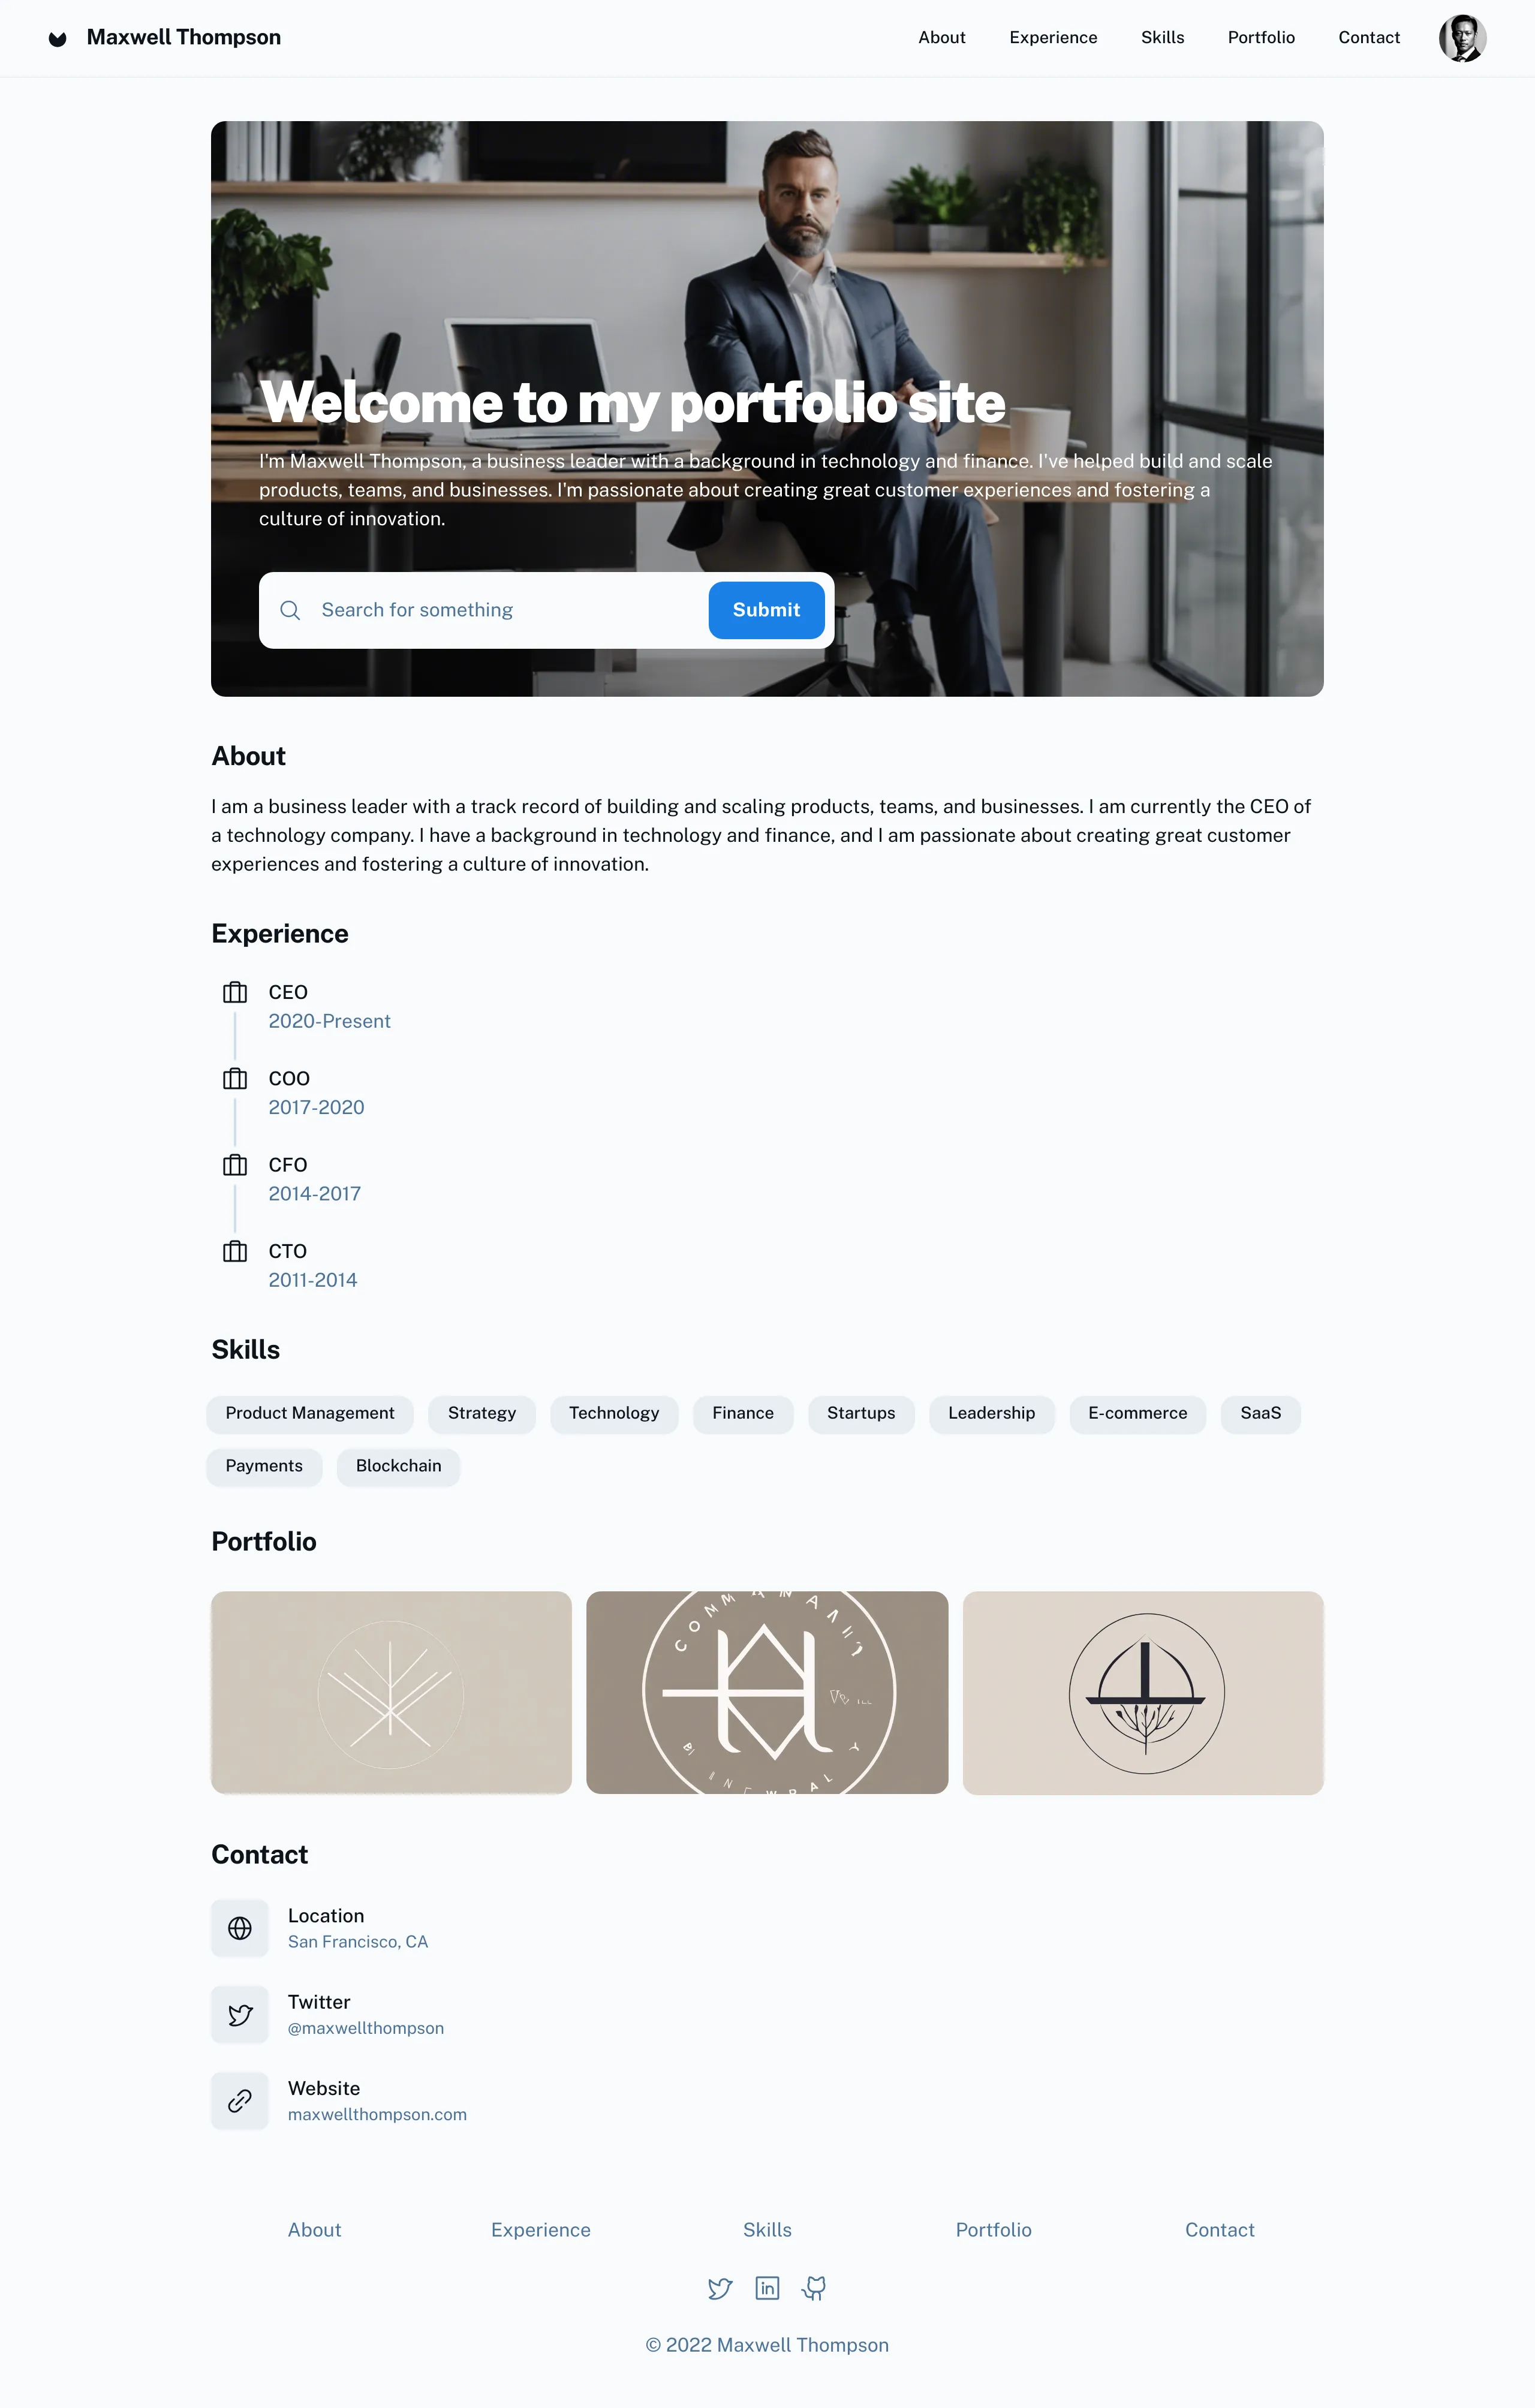 Maxwell Thompson
About
Experience
Skills
Portfolio
Contact
Welcome to my portfolio site
I'm Maxwell Thompson, a business leader with a background in technology and finance. I've helped build and scale
products, teams, and businesses. I'm passionate about creating great customer experiences and fostering a
culture of innovation.
Search for something
Submit
About
I am a business leader with a track record of building and scaling products, teams, and businesses. I am currently the CEO of
a technology company. I have a background in technology and finance, and I am passionate about creating great customer
experiences and fostering a culture of innovation.
Experience
CEO
2020-Present
COO
2017-2020
CFO
2014-2017
CTO
2011-2014
Skills
Product Management
Strategy
Technology
Finance
Startups
Leadership
E-commerce
SaaS
Payments
Blockchain
Portfolio
Contact
Location
San Francisco, CA
Twitter
@maxwellthompson
Website
maxwellthompson.com
About
Experience
Skills
Portfolio
Contact
© 2022 Maxwell Thompson